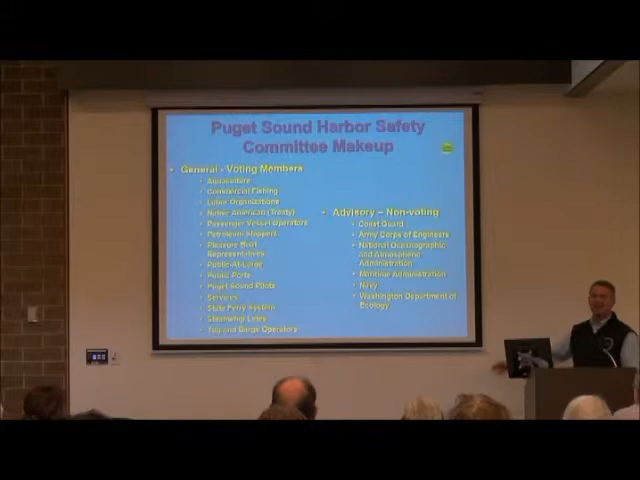 Puget Sound Harbor Safety
Committee Makeup
General - Voting Members
Aquaculture
Commercial Fishing
Labor Organizations
Native American (Treaty)
Passenger Vessel Operators
Petroleum Shippers
Pleasure Boat
Representatives
Public-At-Large
Public Ports
Puget Sound Pilots
Services
State Ferry System
Steamship Lines
Tug and Barge Operators
Advisory – Non-voting
Coast Guard
Army Corps of Engineers
National Oceanographic
and Atmospheric
Administration
Maritime Administration
Navy
Washington Department of
Ecology